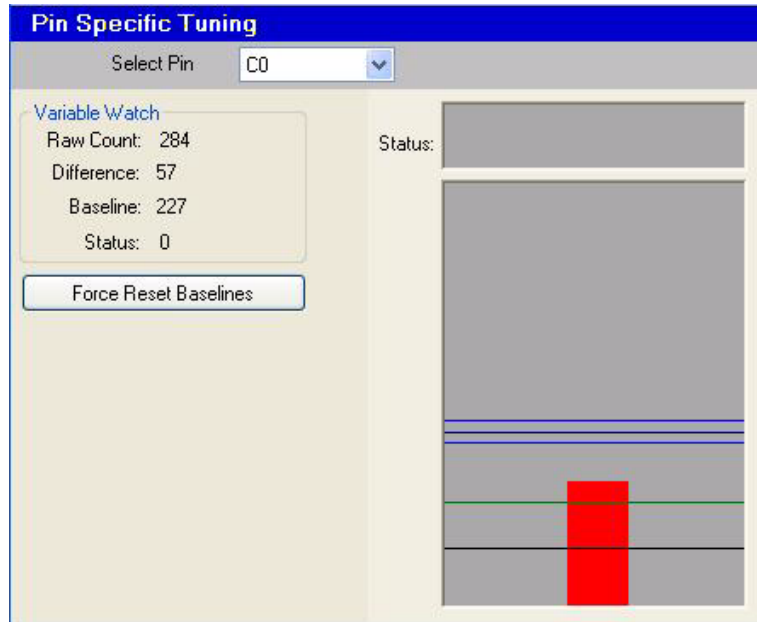 Pin Specific Tuning
Select Pin C0
Variable Watch
Raw Count: 284
Difference: 57
Baseline: 227
Status: 0
Force Reset Baselines
Status: